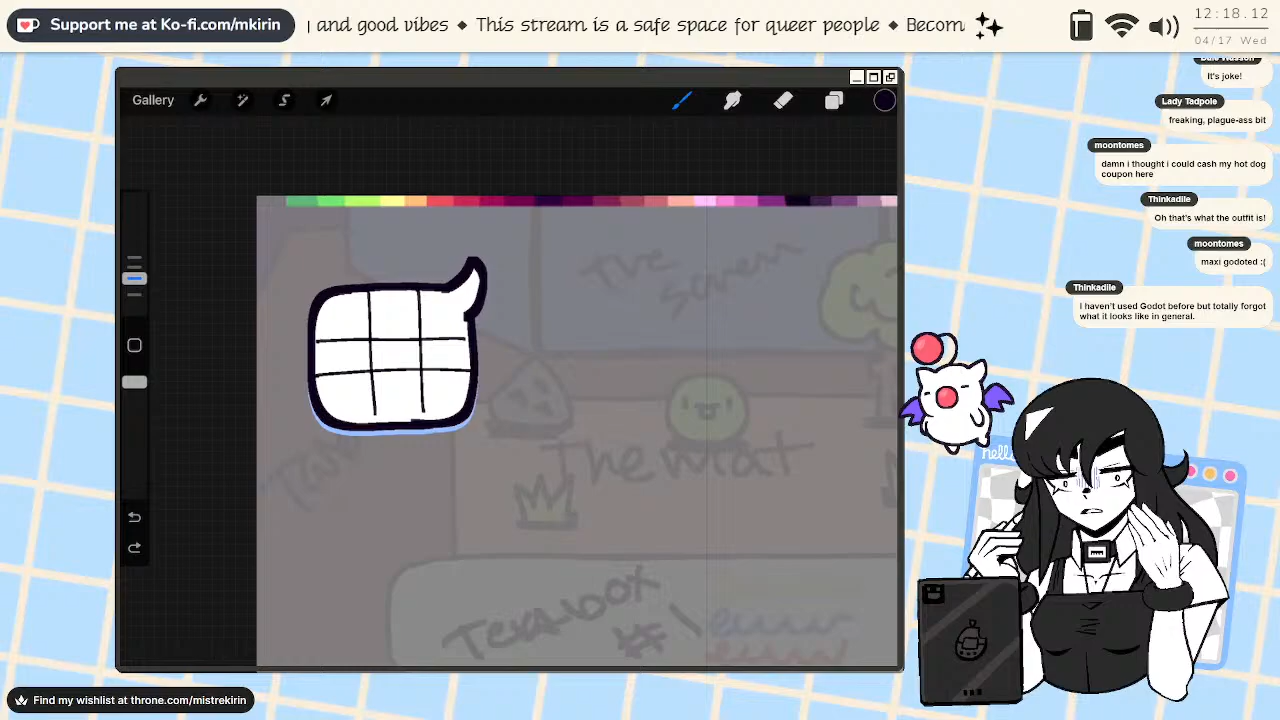 Support me at Ko-fi.com/mkirin
and good vibes ◆ This stream is a safe space for queer people ◆ Becom
12:18.12
04/17 Wed
Gallery
It's joke!
Lady Tadpole
freaking, plague-ass bit
moontomes
damn i thought i could cash my hot dog
coupon here
Thinkadile
Oh that's what the outfit is!
moontomes
maxi godoted :(
Thinkadile
I haven't used Godot before but totally forgot
what it looks like in general.
The
The mat
Textbox
hello
Find my wishlist at throne.com/mistrekirin